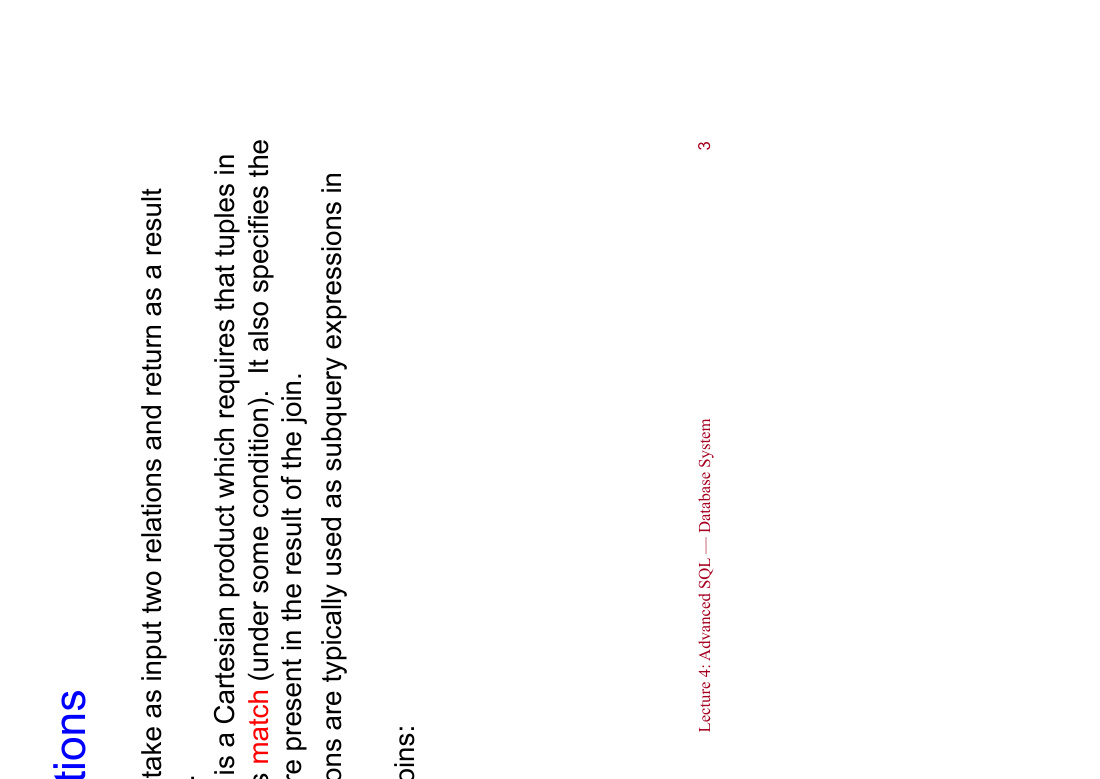 tions
take as input two relations and return as a result
is a Cartesian product which requires that tuples in
s match (under some condition). It also specifies the
re present in the result of the join.
ons are typically used as subquery expressions in
oins:
Lecture 4: Advanced SQL — Database System 3